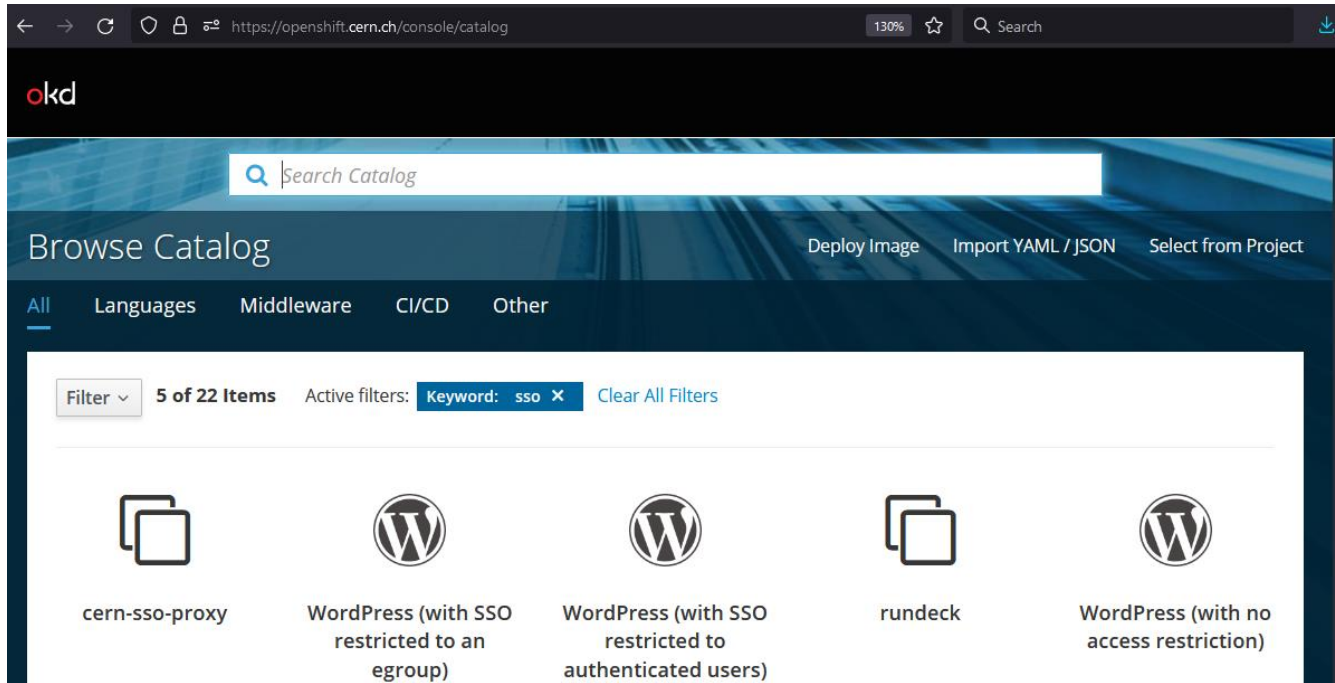 https://openshift.cern.ch/console/catalog
130%
Search
okd
Search Catalog
Browse Catalog
Deploy Image Import YAML / JSON Select from Project
All Languages Middleware CI/CD Other
Filter 5 of 22 Items Active filters: Keyword: sso × Clear All Filters
cern-sso-proxy
WordPress (with SSO
restricted to an
egroup)
WordPress (with SSO
restricted to
authenticated users)
rundeck
WordPress (with no
access restriction)